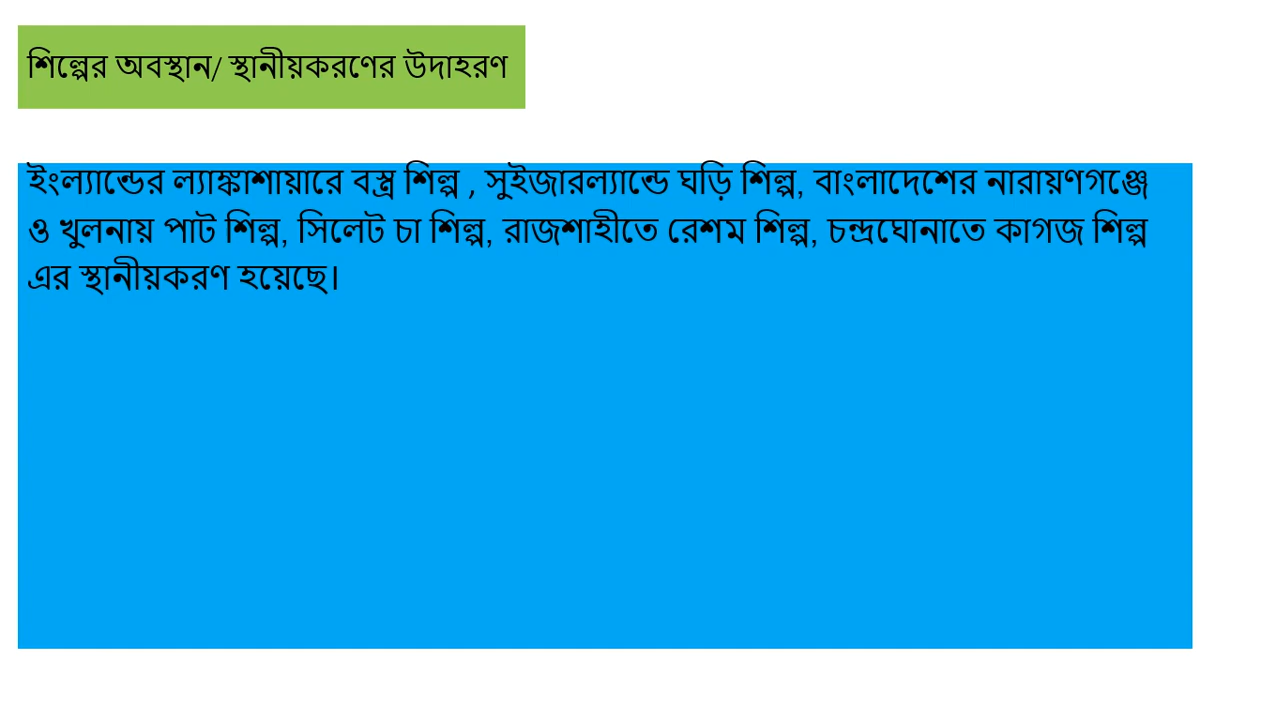 শিল্পের অবস্থান/ স্থানীয়করণের উদাহরণ
ইংল্যান্ডের ল্যাঙ্কাশায়ারে বস্ত্র শিল্প , সুইজারল্যান্ডে ঘড়ি শিল্প, বাংলাদেশের নারায়ণগঞ্জে
ও খুলনায় পাট শিল্প, সিলেট চা শিল্প, রাজশাহীতে রেশম শিল্প, চন্দ্রঘোনাতে কাগজ শিল্প
এর স্থানীয়করণ হয়েছে।